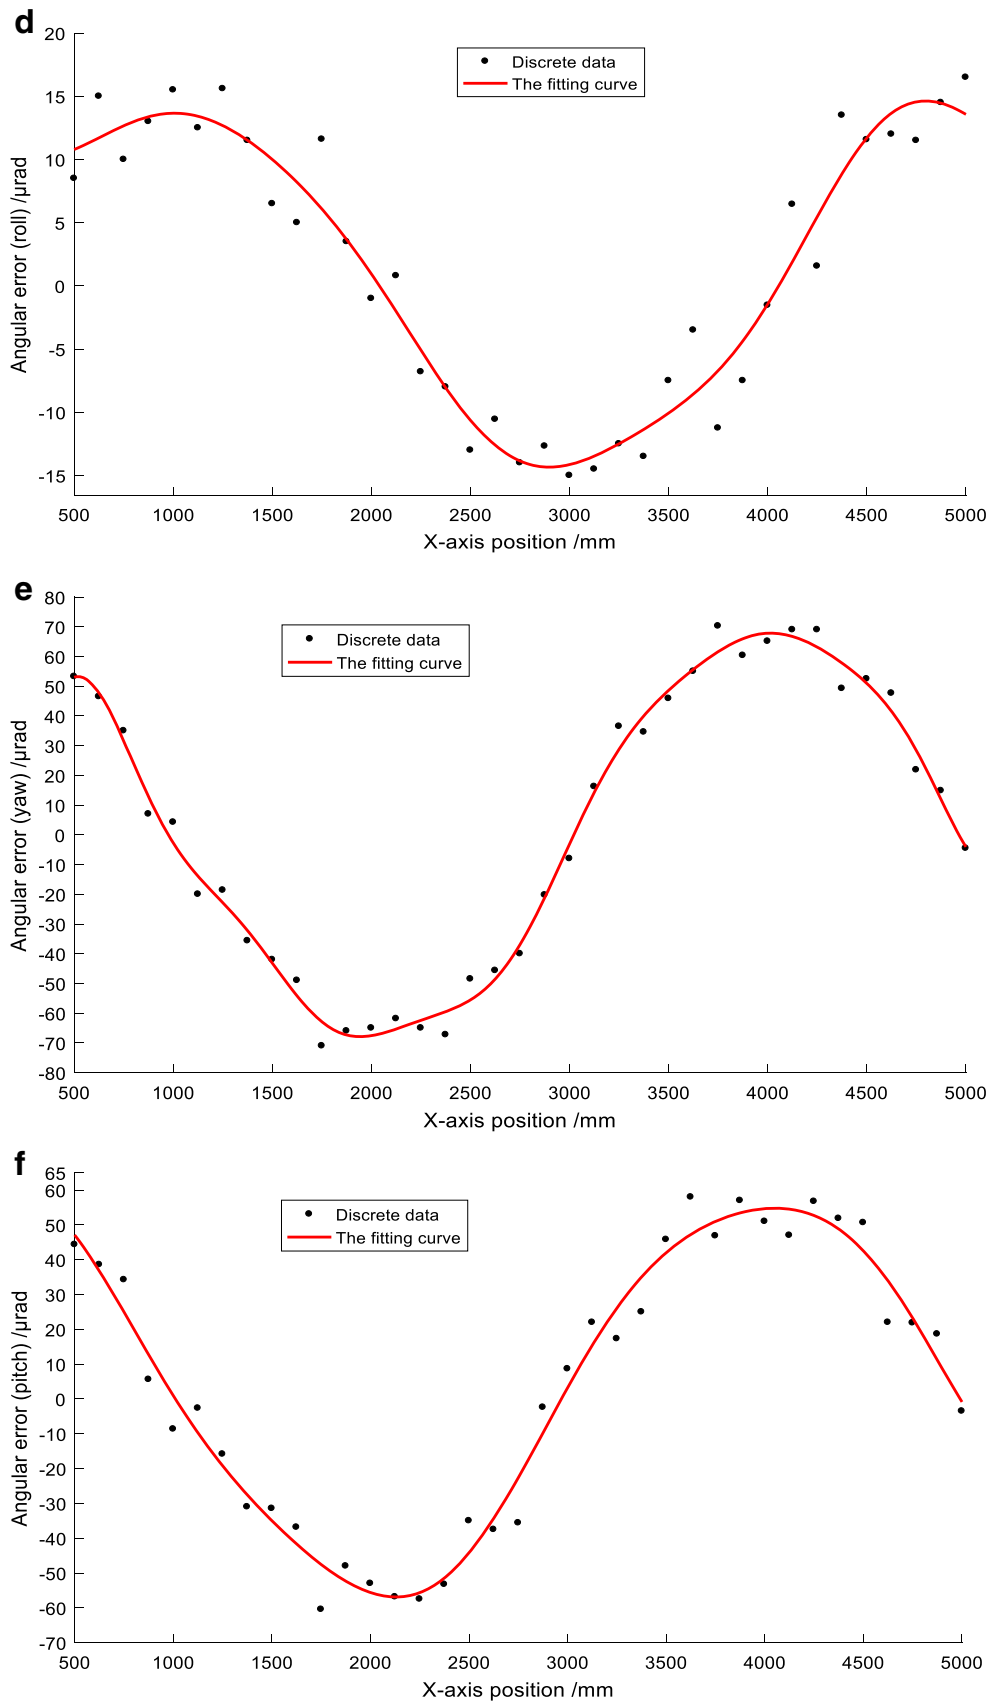 d
20
15
10
5
0
-5
-10
-15
Angular error (roll) /μrad
Discrete data
The fitting curve
500 1000 1500 2000 2500 3000 3500 4000 4500 5000
X-axis position /mm
e
80
70
60
50
40
30
20
10
0
-10
-20
-30
-40
-50
-60
-70
-80
Angular error (yaw) /μrad
Discrete data
The fitting curve
500 1000 1500 2000 2500 3000 3500 4000 4500 5000
X-axis position /mm
f
65
60
50
40
30
20
10
0
-10
-20
-30
-40
-50
-60
-70
Angular error (pitch) /μrad
Discrete data
The fitting curve
500 1000 1500 2000 2500 3000 3500 4000 4500 5000
X-axis position /mm